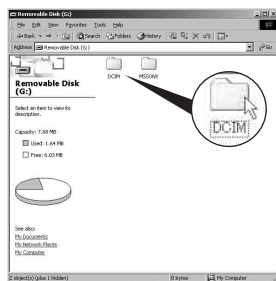 Removable Disk (G:)
File Edit View Favorites Tools Help
Back Search Folders History
Address Removable Disk (G:) Go
Removable Disk (G:)
DCIM MSSONY
Select an item to view its description.
Capacity: 7.68 MB
Used: 1.64 MB
Free: 6.03 MB
DCIM
See also:
My Documents
My Network Places
My Computer
2 object(s) (plus 1 hidden) 0 bytes My Computer